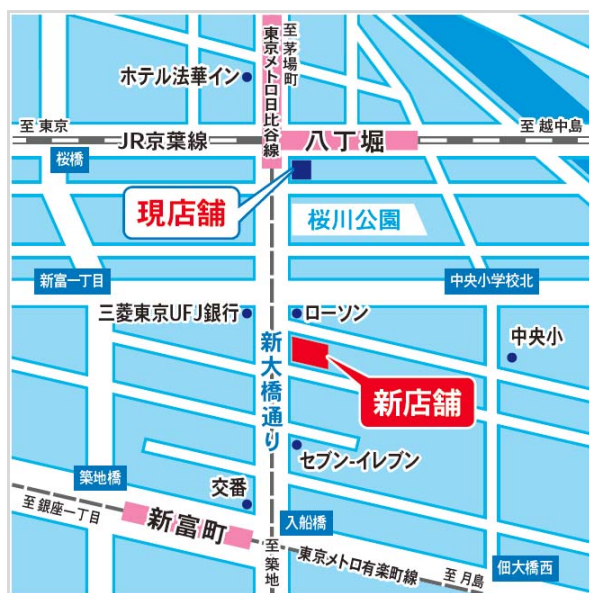 至 茅場町
東京メトロ日比谷線
ホテル法華イン
至 東京
JR京葉線
八丁堀
至 越中島
桜橋
現店舗
桜川公園
新富一丁目
中央小学校北
三菱東京UFJ銀行
ローソン
新大橋通り
中央小
新店舗
セブン-イレブン
築地橋
交番
至 銀座一丁目
新富町
入船橋
至 築地
東京メトロ有楽町線
至 月島
佃大橋西